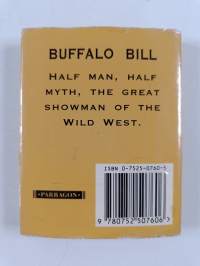 BUFFALO BILL
HALF MAN, HALF
MYTH, THE GREAT
SHOWMAN OF THE
WILD WEST.
ISBN 0-7525-0760-5
•PARRAGON•
9 780752 507606 >